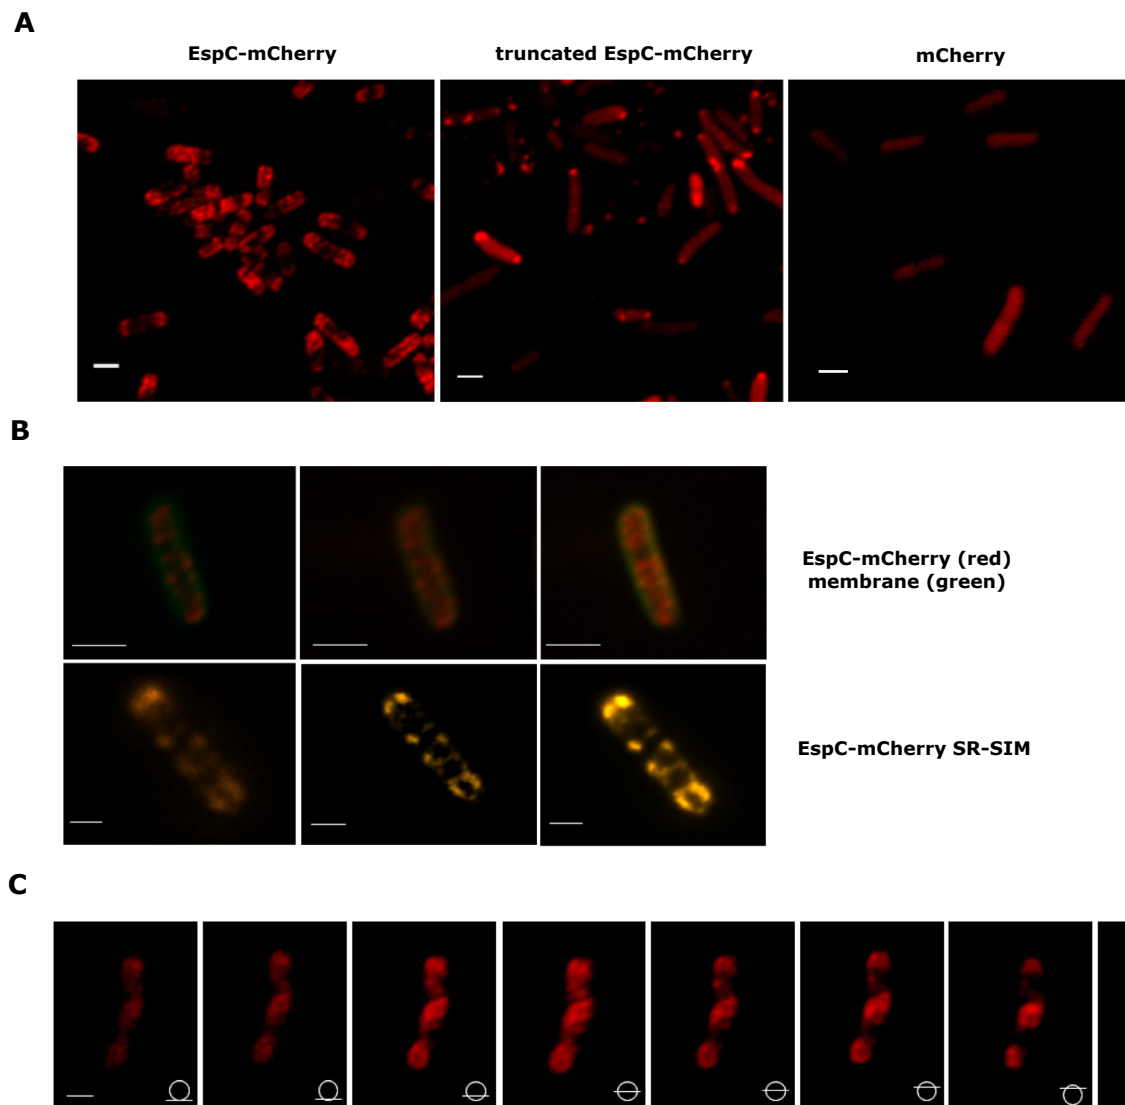 A
EspC-mCherry
truncated EspC-mCherry
mCherry
B
EspC-mCherry (red)
membrane (green)
EspC-mCherry SR-SIM
C